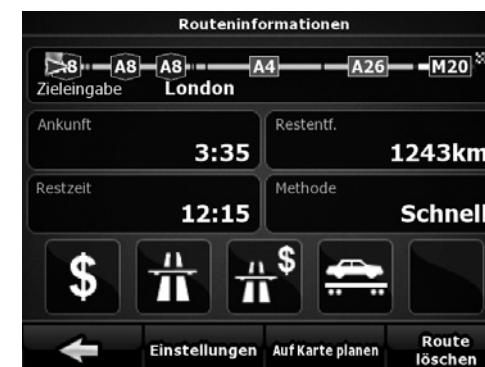 Routeninformationen
A8 A8 A8 A4 A26 M20
Zieleingabe London
Ankunft
3:35
Restentf.
1243km
Restzeit
12:15
Methode
Schnell
$
$
Einstellungen
Auf Karte planen
Route
löschen